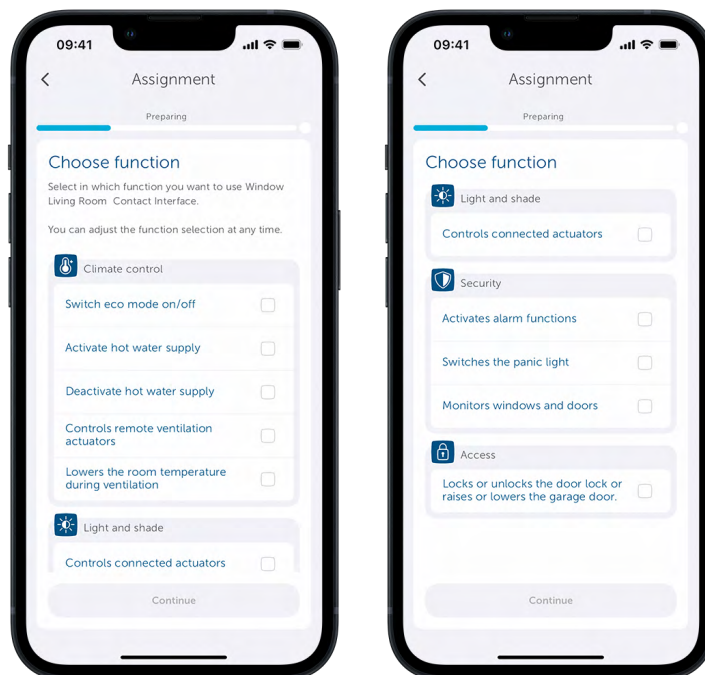 09:41
Assignment
Preparing
Choose function
Select in which function you want to use Window
Living Room Contact Interface.
You can adjust the function selection at any time.
Climate control
Switch eco mode on/off
Activate hot water supply
Deactivate hot water supply
Controls remote ventilation
actuators
Lowers the room temperature
during ventilation
Light and shade
Controls connected actuators
Continue
09:41
Assignment
Preparing
Choose function
Light and shade
Controls connected actuators
Security
Activates alarm functions
Switches the panic light
Monitors windows and doors
Access
Locks or unlocks the door lock or
raises or lowers the garage door.
Continue